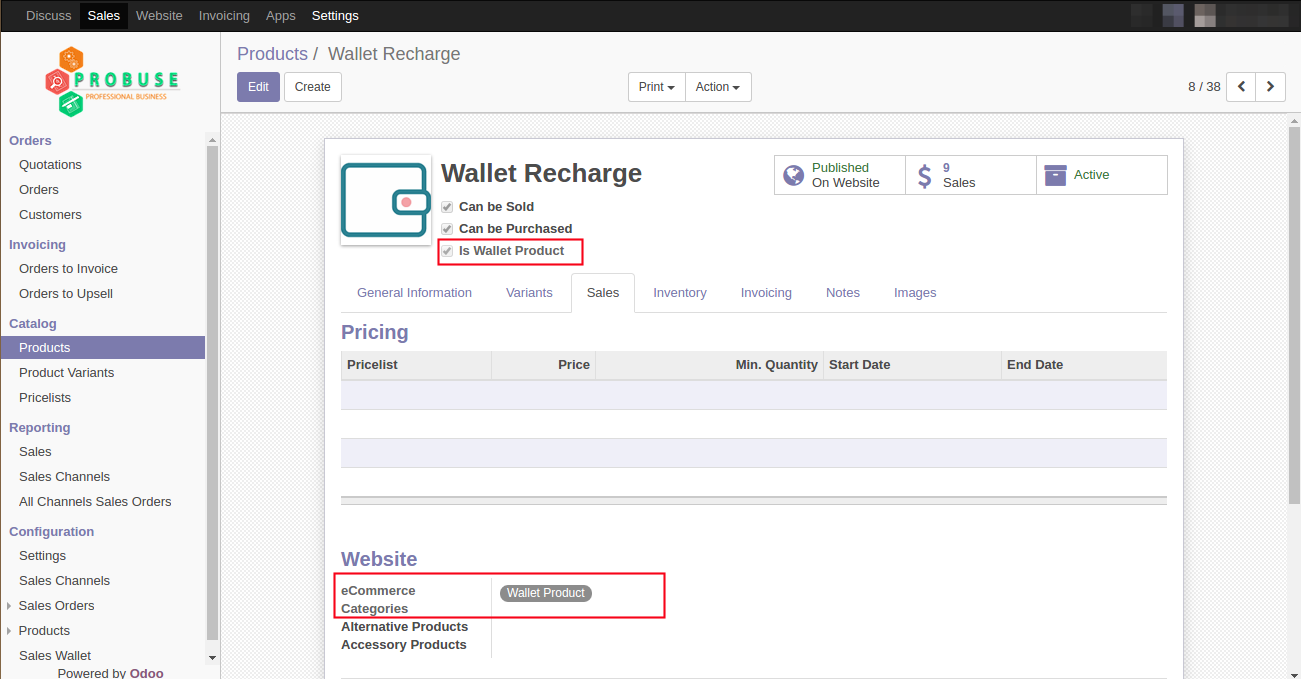 Discuss Sales Website Invoicing Apps Settings
PROBUSE
PROFESSIONAL BUSINESS
Orders
Quotations
Orders
Customers
Invoicing
Orders to Invoice
Orders to Upsell
Catalog
Products
Product Variants
Pricelists
Reporting
Sales
Sales Channels
All Channels Sales Orders
Configuration
Settings
Sales Channels
Sales Orders
Products
Sales Wallet
Powered by Odoo
Products / Wallet Recharge
Edit Create Print Action 8 / 38
Wallet Recharge
Published
On Website
9
Sales
Active
Can be Sold
Can be Purchased
Is Wallet Product
General Information Variants Sales Inventory Invoicing Notes Images
Pricing
Pricelist Price Min. Quantity Start Date End Date
Website
eCommerce
Categories
Wallet Product
Alternative Products
Accessory Products